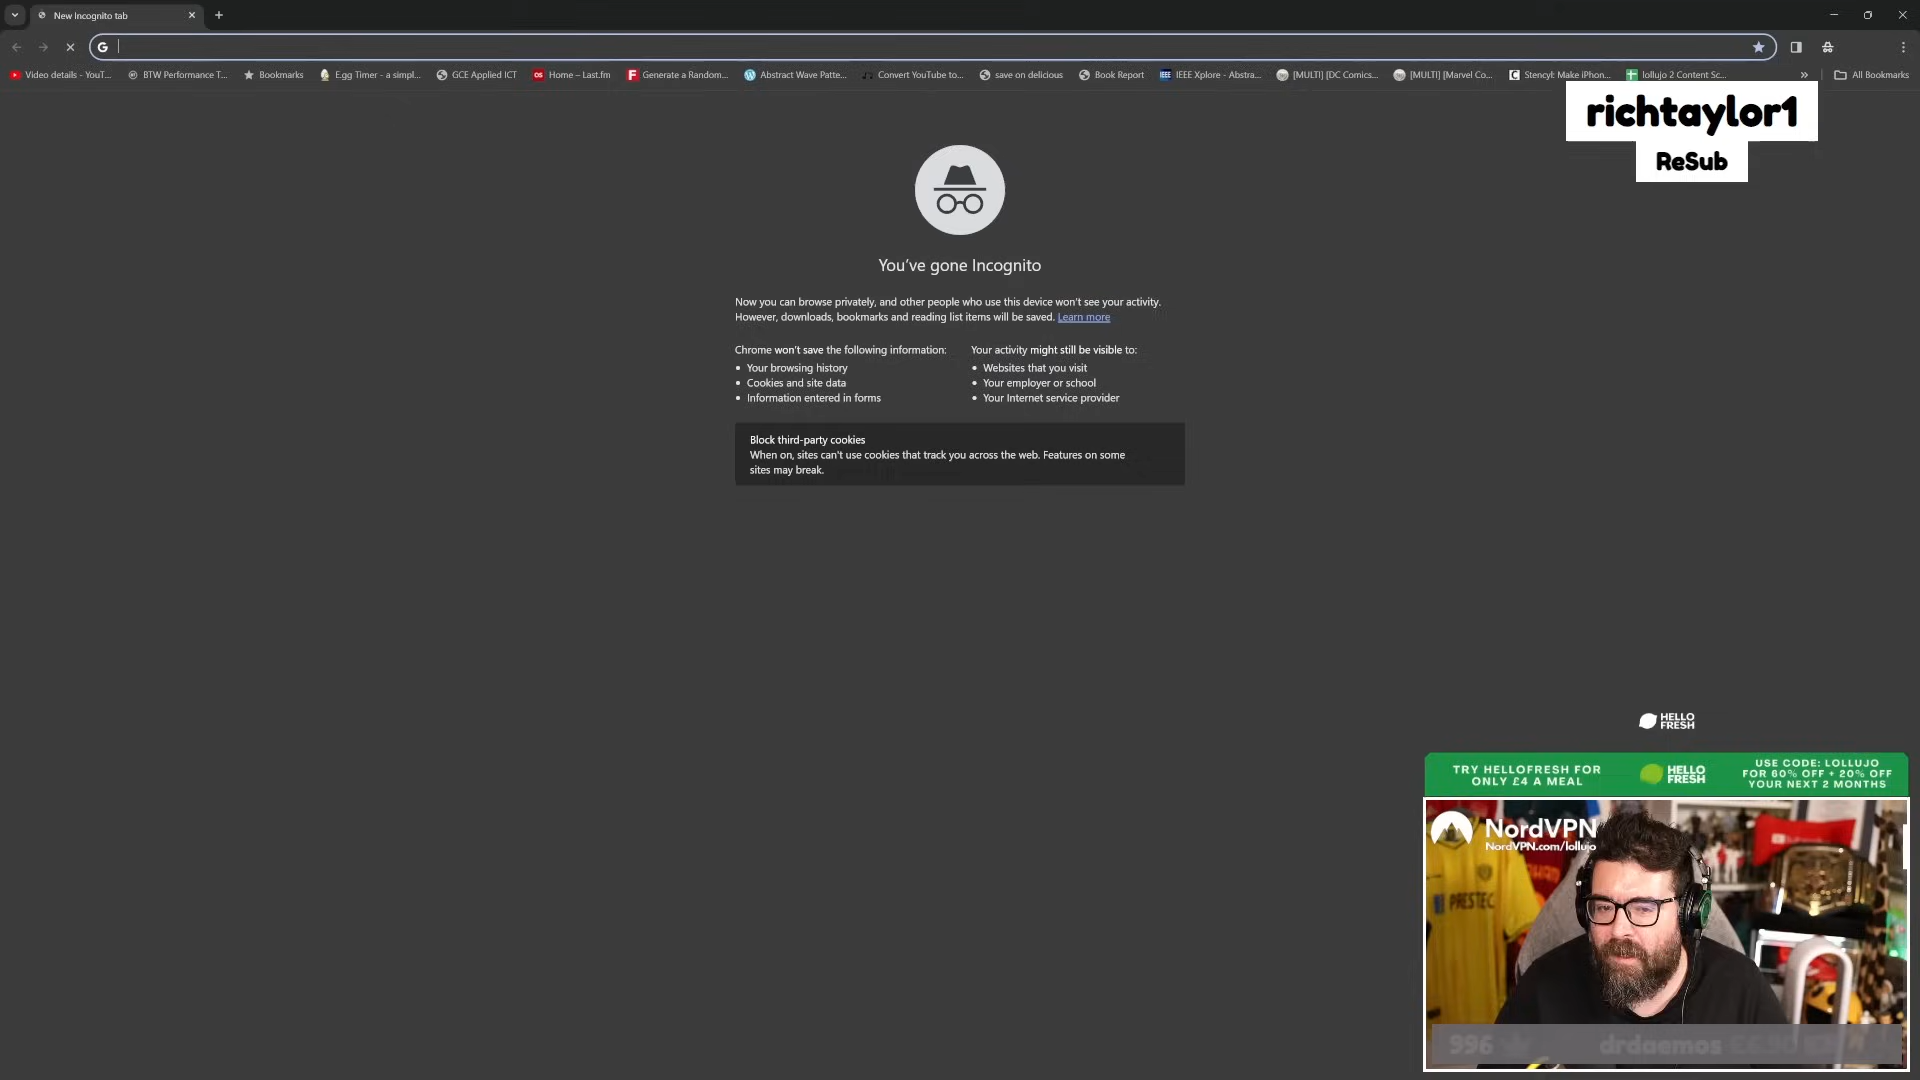 New Incognito tab
Video details - YouT...
BTW Performance T...
Bookmarks
E.gg Timer - a simpl...
GCE Applied ICT
Home – Last.fm
Generate a Random...
Abstract Wave Patte...
Convert YouTube to...
save on delicious
Book Report
IEEE Xplore - Abstra...
[MULTI] [DC Comics...
[MULTI] [Marvel Co...
Stencyl: Make iPhon...
lollujo 2 Content Sc...
All Bookmarks
richtaylor1
ReSub
You've gone Incognito
Now you can browse privately, and other people who use this device won't see your activity.
However, downloads, bookmarks and reading list items will be saved. Learn more
Chrome won't save the following information:
Your browsing history
Cookies and site data
Information entered in forms
Your activity might still be visible to:
Websites that you visit
Your employer or school
Your Internet service provider
Block third-party cookies
When on, sites can't use cookies that track you across the web. Features on some
sites may break.
HELLO
FRESH
TRY HELLOFRESH FOR
ONLY £4 A MEAL
HELLO
FRESH
USE CODE: LOLLUJO
FOR 60% OFF + 20% OFF
YOUR NEXT 2 MONTHS
NordVPN
NordVPN.com/lollujo
PRESTEC
996
drdaemos